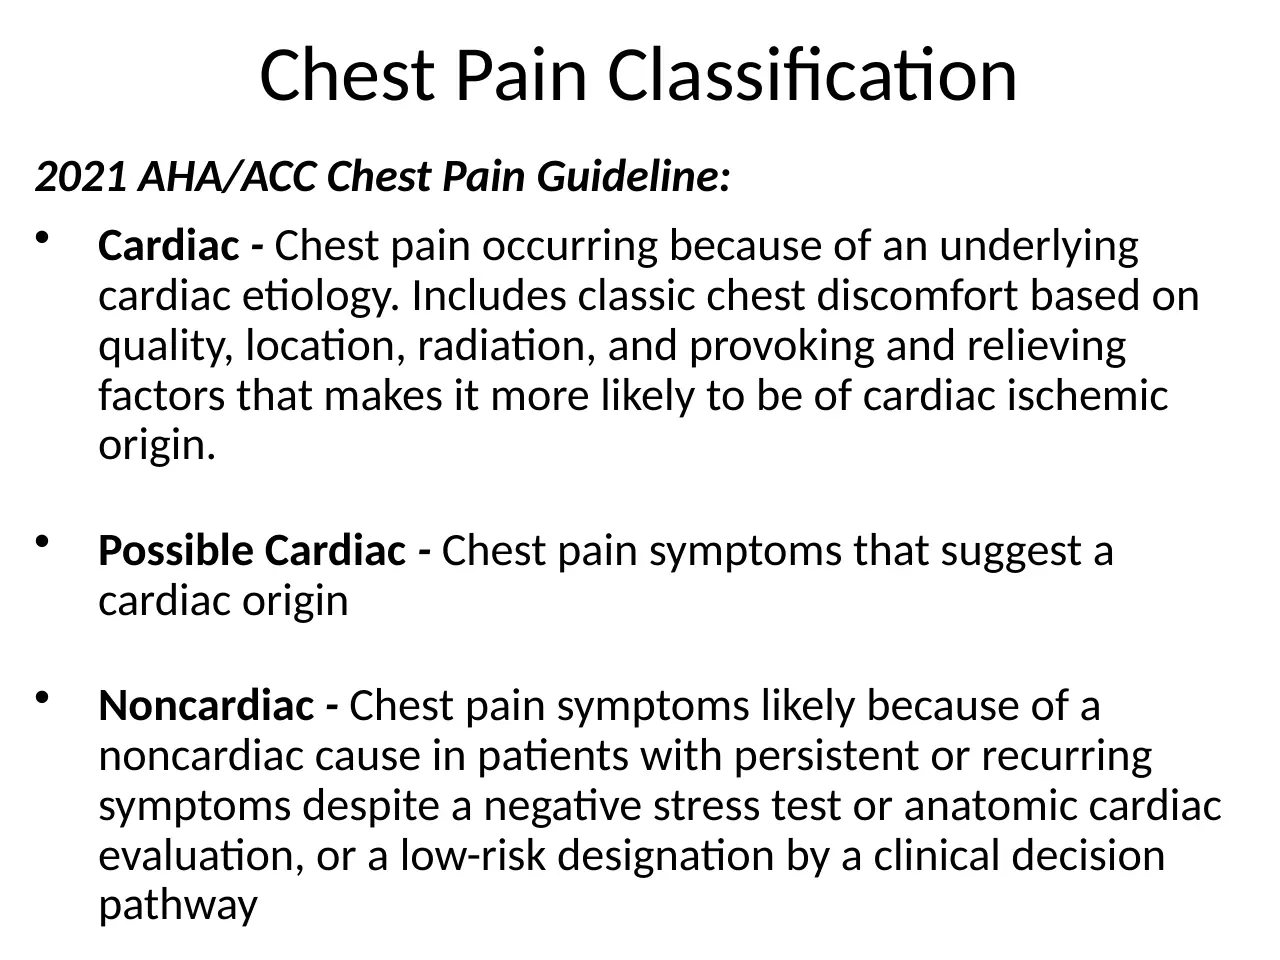 Chest Pain Classification
2021 AHA/ACC Chest Pain Guideline:
• Cardiac - Chest pain occurring because of an underlying
cardiac etiology. Includes classic chest discomfort based on
quality, location, radiation, and provoking and relieving
factors that makes it more likely to be of cardiac ischemic
origin.
• Possible Cardiac - Chest pain symptoms that suggest a
cardiac origin
• Noncardiac - Chest pain symptoms likely because of a
noncardiac cause in patients with persistent or recurring
symptoms despite a negative stress test or anatomic cardiac
evaluation, or a low-risk designation by a clinical decision
pathway